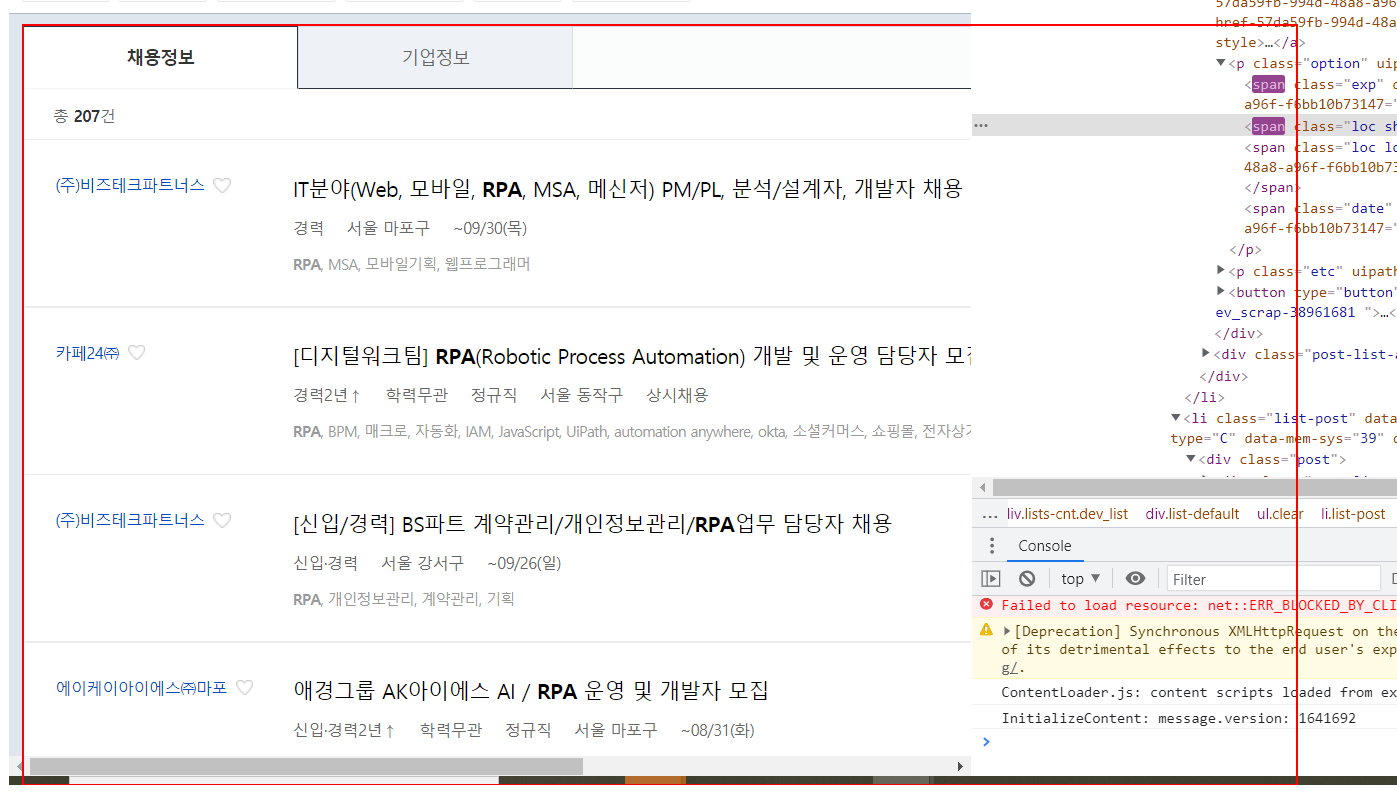 채용정보
기업정보
총 207건
(주)비즈테크파트너스
IT분야(Web, 모바일, RPA, MSA, 메신저) PM/PL, 분석/설계자, 개발자 채용
경력 서울 마포구 ~09/30(목)
RPA, MSA, 모바일기획, 웹프로그래머
카페24㈜
[디지털워크팀] RPA(Robotic Process Automation) 개발 및 운영 담당자 모집
경력2년↑ 학력무관 정규직 서울 동작구 상시채용
RPA, BPM, 매크로, 자동화, IAM, JavaScript, UiPath, automation anywhere, okta, 소셜커머스, 쇼핑몰, 전자상거
(주)비즈테크파트너스
[신입/경력] BS파트 계약관리/개인정보관리/RPA업무 담당자 채용
신입·경력 서울 강서구 ~09/26(일)
RPA, 개인정보관리, 계약관리, 기획
에이케이아이에스㈜마포
애경그룹 AK아이에스 AI / RPA 운영 및 개발자 모집
신입·경력2년↑ 학력무관 정규직 서울 마포구 ~08/31(화)
57da59fb-994d-48a8-a96
href-57da59fb-994d-48a
style>…</a>
▼<p class="option" uip
<span class="exp" d
a96f-f6bb10b73147="
… <span class="loc sh
<span class="loc lo
48a8-a96f-f6bb10b73
</span>
<span class="date"
a96f-f6bb10b73147="
</p>
▶<p class="etc" uipath
▶<button type="button"
ev_scrap-38961681 ">…<
</div>
▶<div class="post-list-a
</div>
</li>
▼<li class="list-post" data
type="C" data-mem-sys="39" d
▼<div class="post">
… liv.lists-cnt.dev_list div.list-default ul.clear li.list-post
Console
top ▼ Filter
Failed to load resource: net::ERR_BLOCKED_BY_CLI
▶[Deprecation] Synchronous XMLHttpRequest on the
of its detrimental effects to the end user's exp
g/.
ContentLoader.js: content scripts loaded from ex
InitializeContent: message.version: 1641692
>